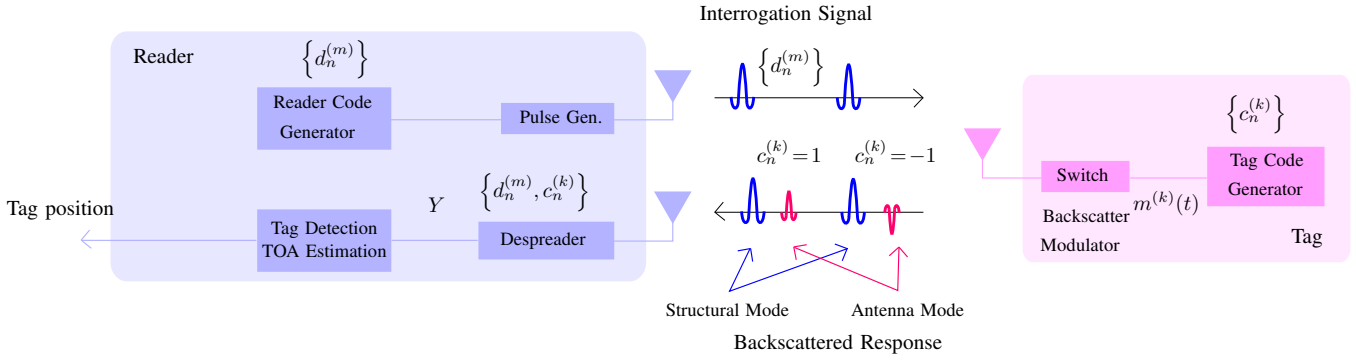 Interrogation Signal
Reader
{d_n^{(m)}}
Reader Code
Generator
Pulse Gen.
{d_n^{(m)}}
{c_n^{(k)}}
c_n^{(k)}=1
c_n^{(k)}=-1
Switch
Tag Code
Generator
m^{(k)}(t)
Backscatter
Modulator
Tag
{d_n^{(m)}, c_n^{(k)}}
Y
Tag position
Tag Detection
TOA Estimation
Despreader
Structural Mode
Antenna Mode
Backscattered Response